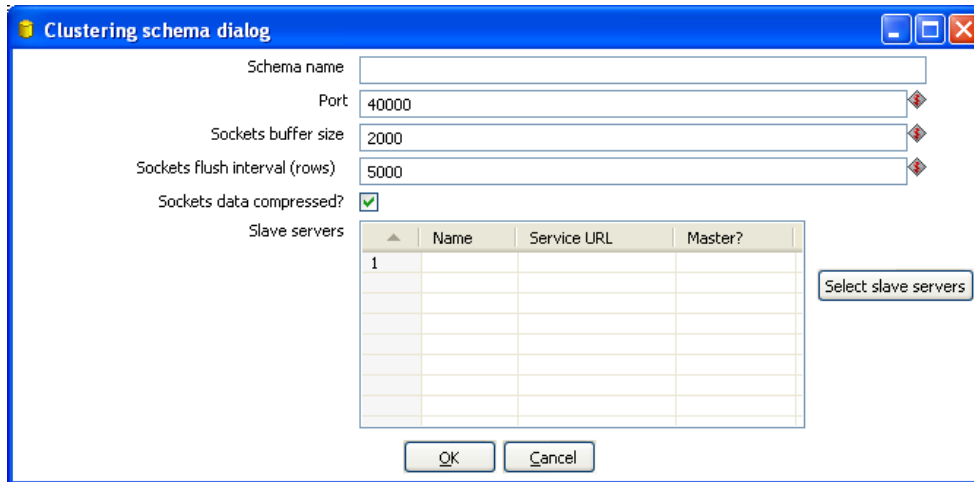 Clustering schema dialog
Schema name
Port 40000
Sockets buffer size 2000
Sockets flush interval (rows) 5000
Sockets data compressed?
Slave servers
Name Service URL Master?
1
Select slave servers
OK Cancel